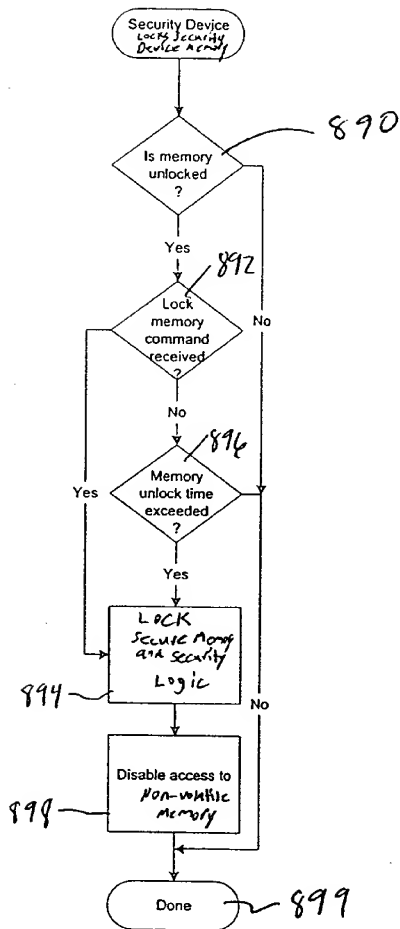 Security Device
Locks Security
Device Memory
890
Is memory
unlocked
?
Yes
892
No
Lock
memory
command
received
?
No
896
Yes
Memory
unlock time
exceeded
?
Yes
Lock
Secure Memory
and Security
Logic
894
No
Disable access to
Non-volatile
Memory
898
Done
899